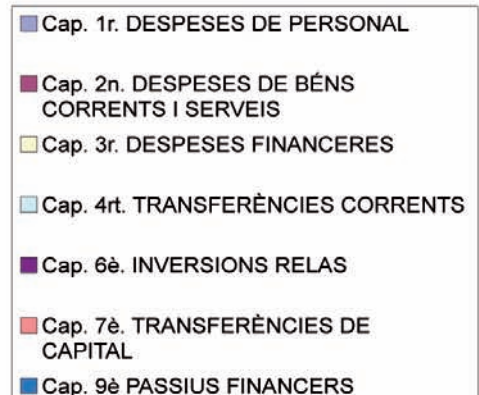 Cap. 1r. DESPESES DE PERSONAL
Cap. 2n. DESPESES DE BÉNS
CORRENTS I SERVEIS
Cap. 3r. DESPESES FINANCERES
Cap. 4rt. TRANSFERÈNCIES CORRENTS
Cap. 6è. INVERSIONS RELAS
Cap. 7è. TRANSFERÈNCIES DE
CAPITAL
Cap. 9è PASSIUS FINANCERS